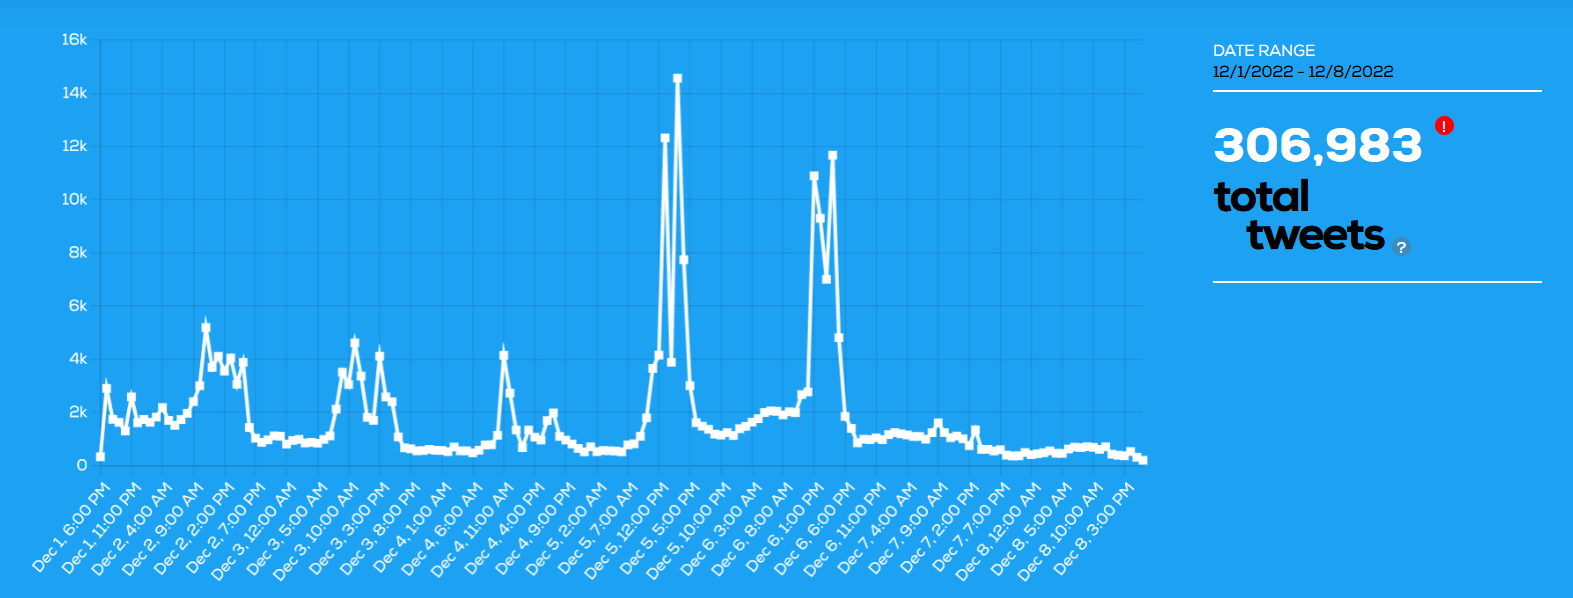 16k
14k
12k
10k
8k
6k
4k
2k
0
Dec 1, 6:00 PM
Dec 1, 11:00 PM
Dec 2, 4:00 AM
Dec 2, 9:00 AM
Dec 2, 2:00 PM
Dec 2, 7:00 PM
Dec 3, 12:00 AM
Dec 3, 5:00 AM
Dec 3, 10:00 AM
Dec 3, 3:00 PM
Dec 3, 8:00 PM
Dec 4, 1:00 AM
Dec 4, 6:00 AM
Dec 4, 11:00 AM
Dec 4, 4:00 PM
Dec 4, 9:00 PM
Dec 5, 2:00 AM
Dec 5, 7:00 AM
Dec 5, 12:00 PM
Dec 5, 5:00 PM
Dec 5, 10:00 PM
Dec 6, 3:00 AM
Dec 6, 8:00 AM
Dec 6, 1:00 PM
Dec 6, 6:00 PM
Dec 6, 11:00 PM
Dec 7, 4:00 AM
Dec 7, 9:00 AM
Dec 7, 2:00 PM
Dec 7, 7:00 PM
Dec 8, 12:00 AM
Dec 8, 5:00 AM
Dec 8, 10:00 AM
Dec 8, 3:00 PM
DATE RANGE
12/1/2022 - 12/8/2022
306,983 !
total
tweets ?